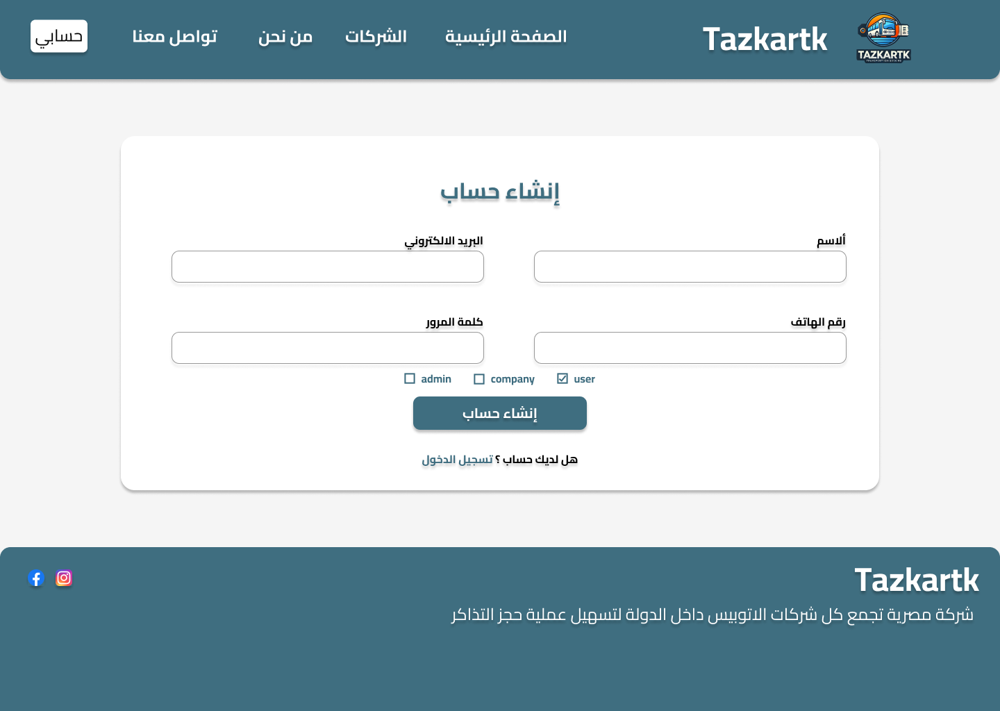 TAZKARTK
TRANSPORTION BOOKING
Tazkartk
الصفحة الرئيسية
الشركات
من نحن
تواصل معنا
حسابي
إنشاء حساب
ألاسم
البريد الالكتروني
رقم الهاتف
كلمة المرور
user
company
admin
إنشاء حساب
هل لديك حساب ؟ تسجيل الدخول
Tazkartk
شركة مصرية تجمع كل شركات الاتوبيس داخل الدولة لتسهيل عملية حجز التذاكر